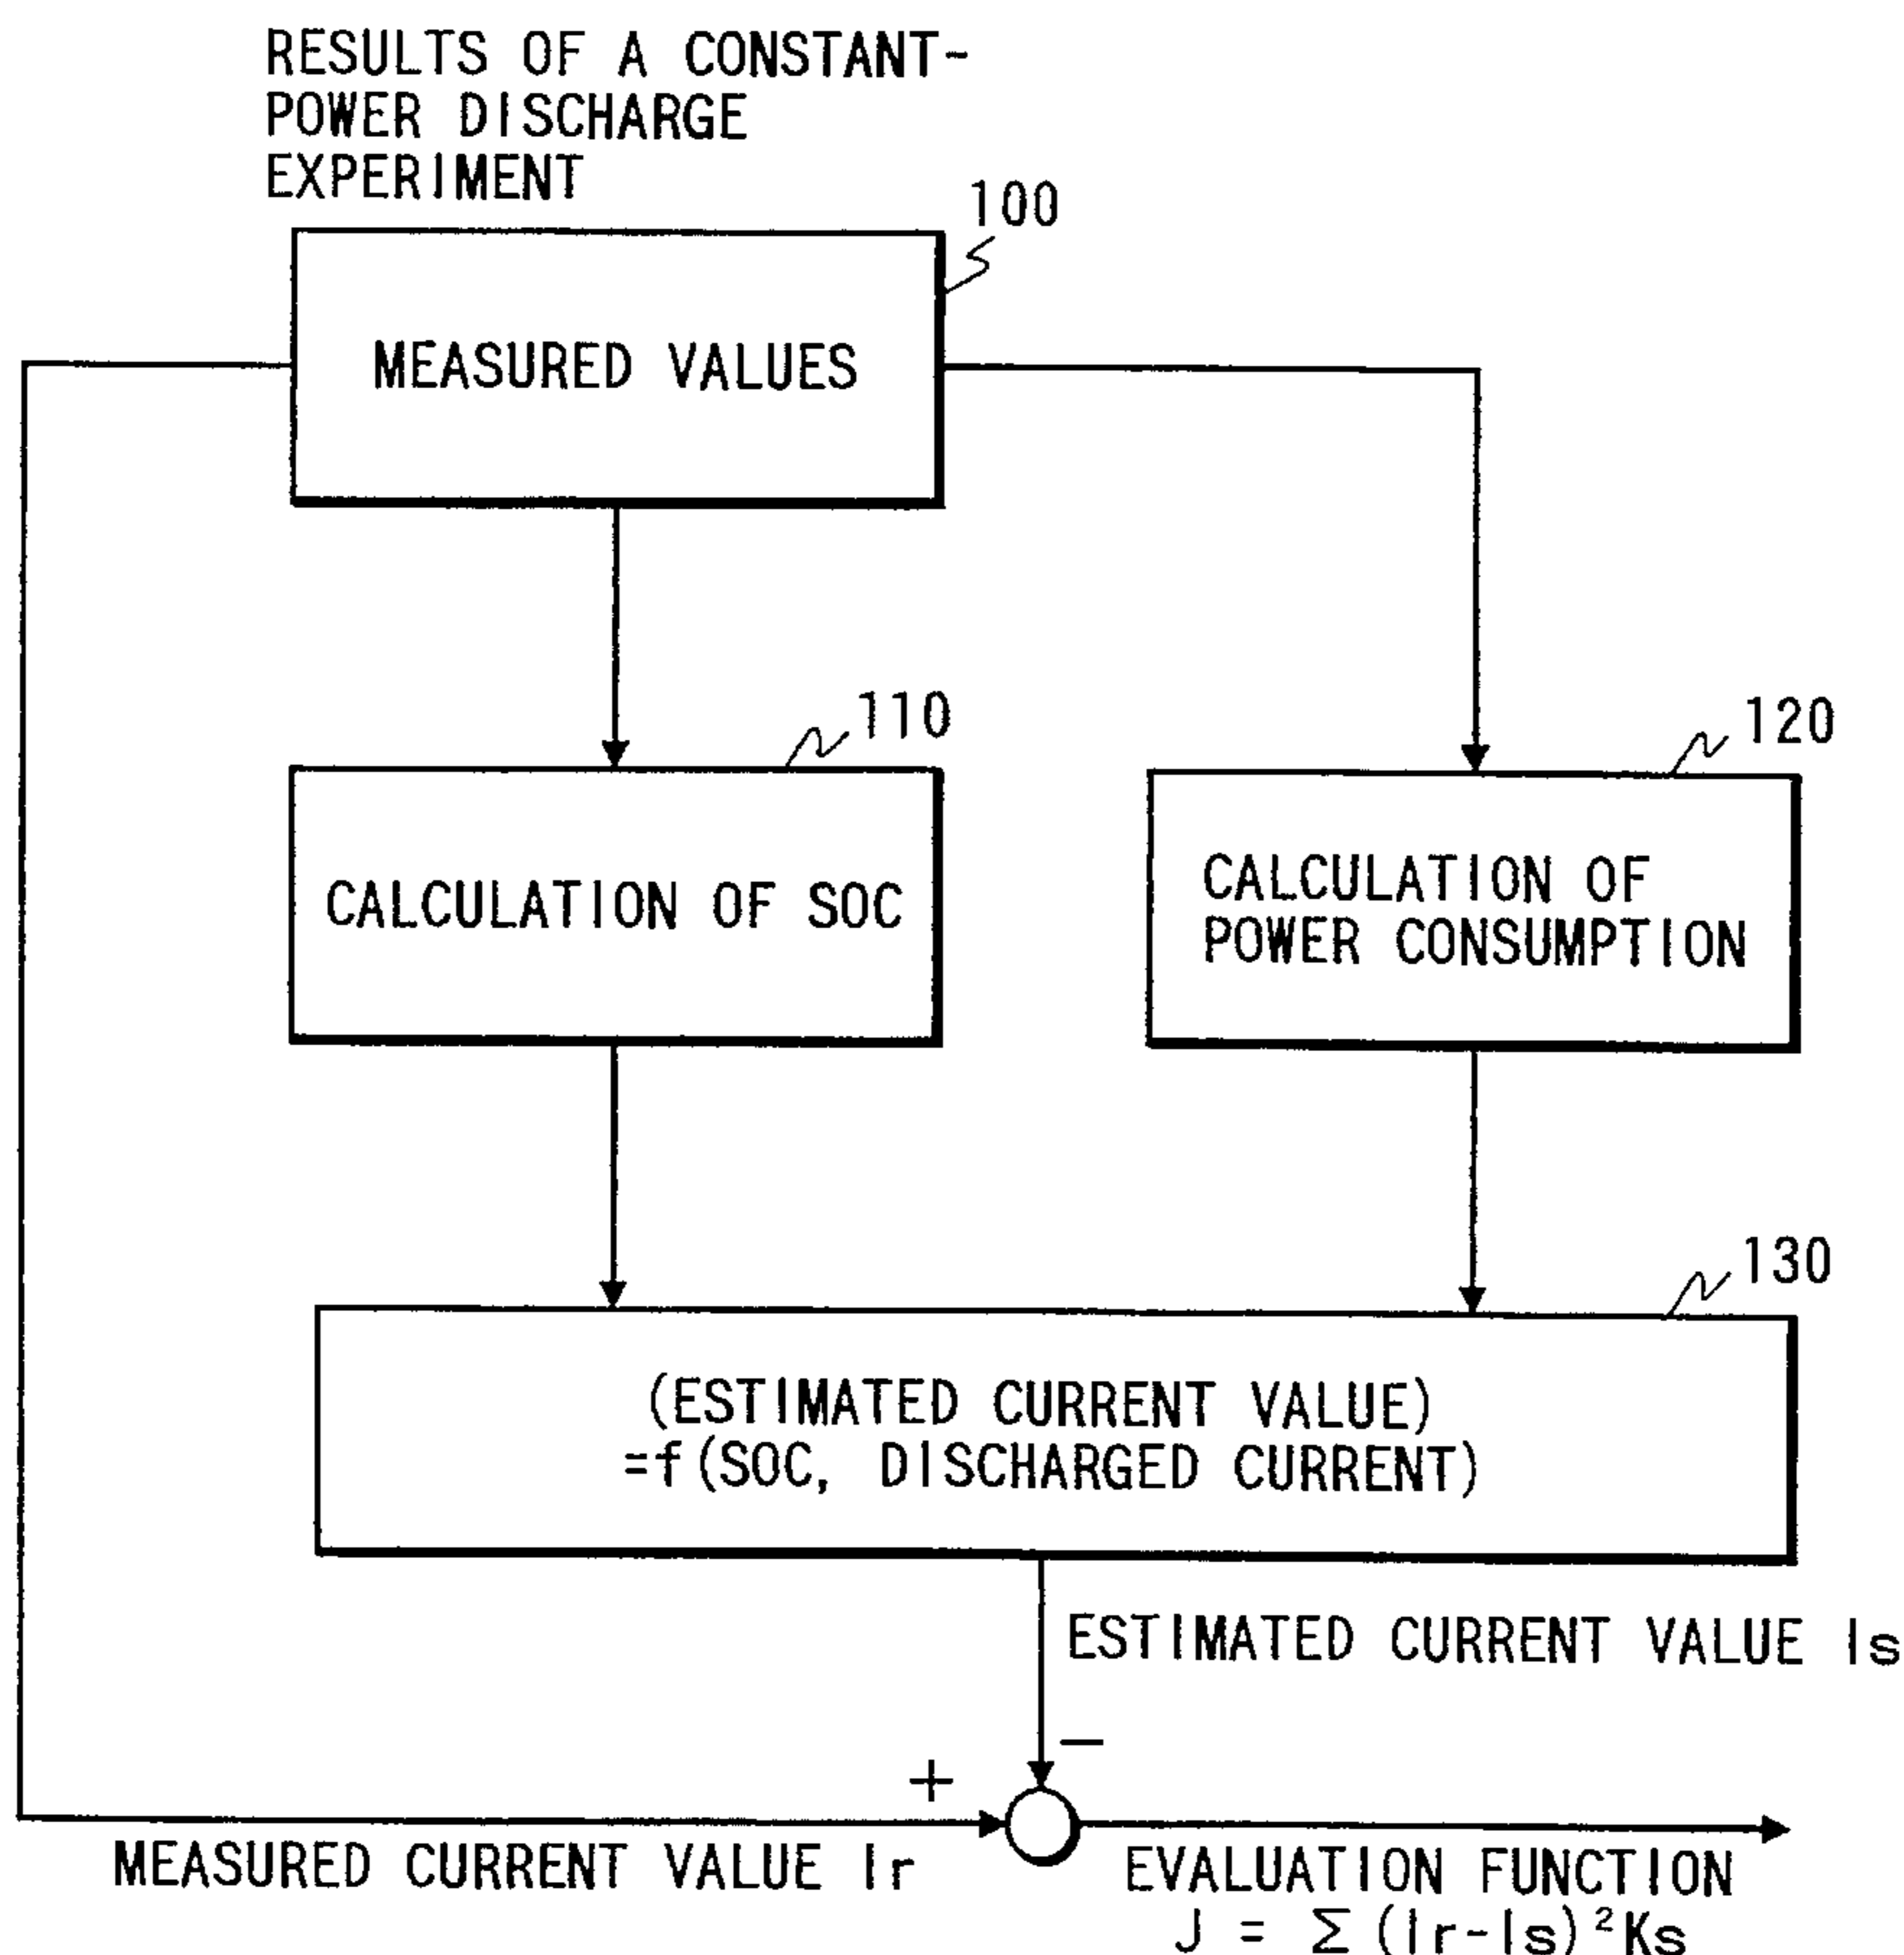 RESULTS OF A CONSTANT-
POWER DISCHARGE
EXPERIMENT
100
MEASURED VALUES
110
120
CALCULATION OF SOC
CALCULATION OF
POWER CONSUMPTION
130
(ESTIMATED CURRENT VALUE)
=f(SOC, DISCHARGED CURRENT)
ESTIMATED CURRENT VALUE Is
−
+
MEASURED CURRENT VALUE Ir
EVALUATION FUNCTION
J = Σ(Ir-Is)²Ks